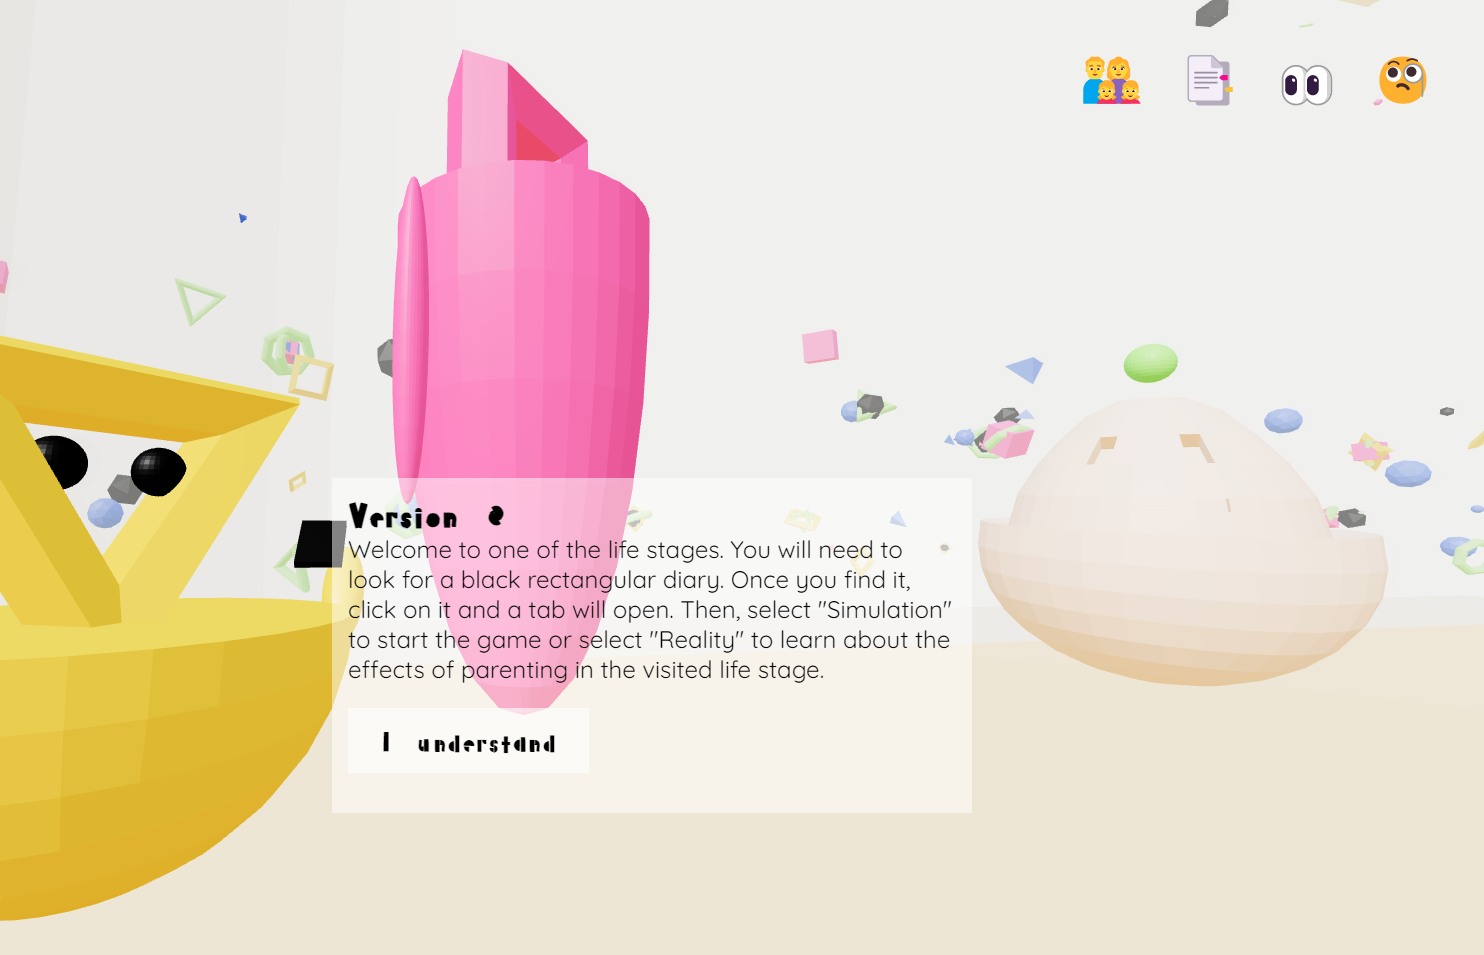 Version 2
Welcome to one of the life stages. You will need to
look for a black rectangular diary. Once you find it,
click on it and a tab will open. Then, select "Simulation"
to start the game or select "Reality" to learn about the
effects of parenting in the visited life stage.
I understand